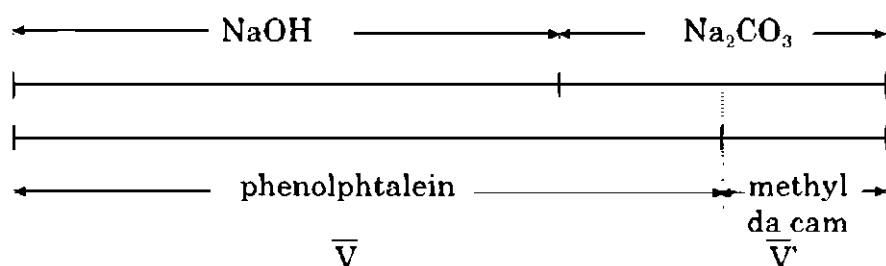 NaOH Na₂CO₃
phenolphtalein methyl
da cam
V̅ V̅'